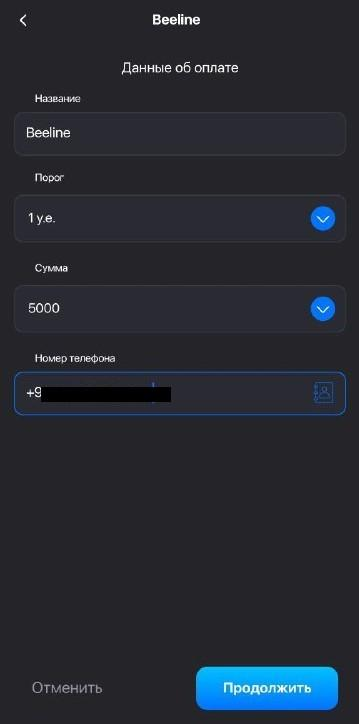 Beeline
Данные об оплате
Название
Beeline
Порог
1 у.е.
Сумма
5000
Номер телефона
+9
Отменить
Продолжить